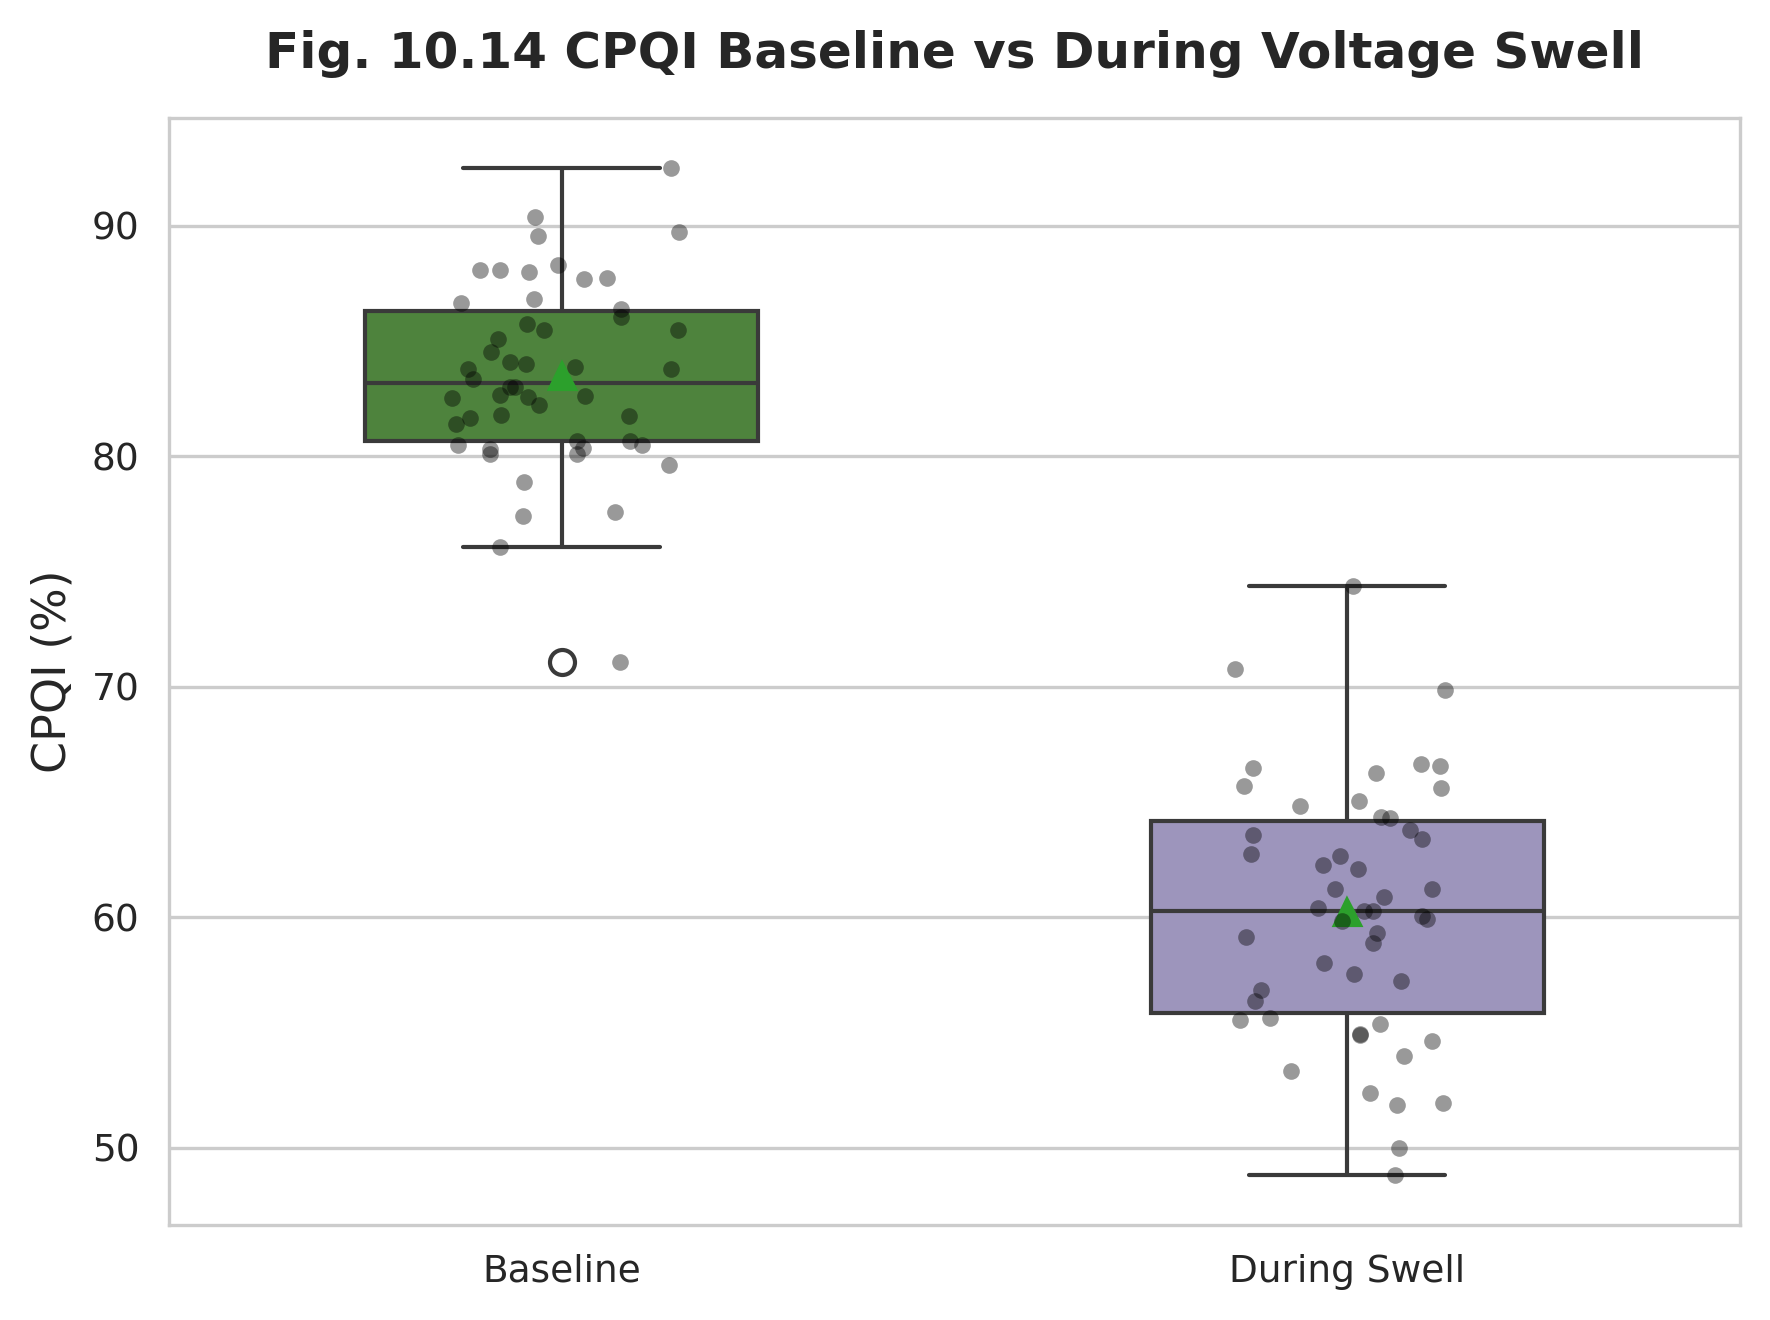 Fig. 10.14 CPQI Baseline vs During Voltage Swell
CPQI (%)
90
80
70
60
50
Baseline
During Swell